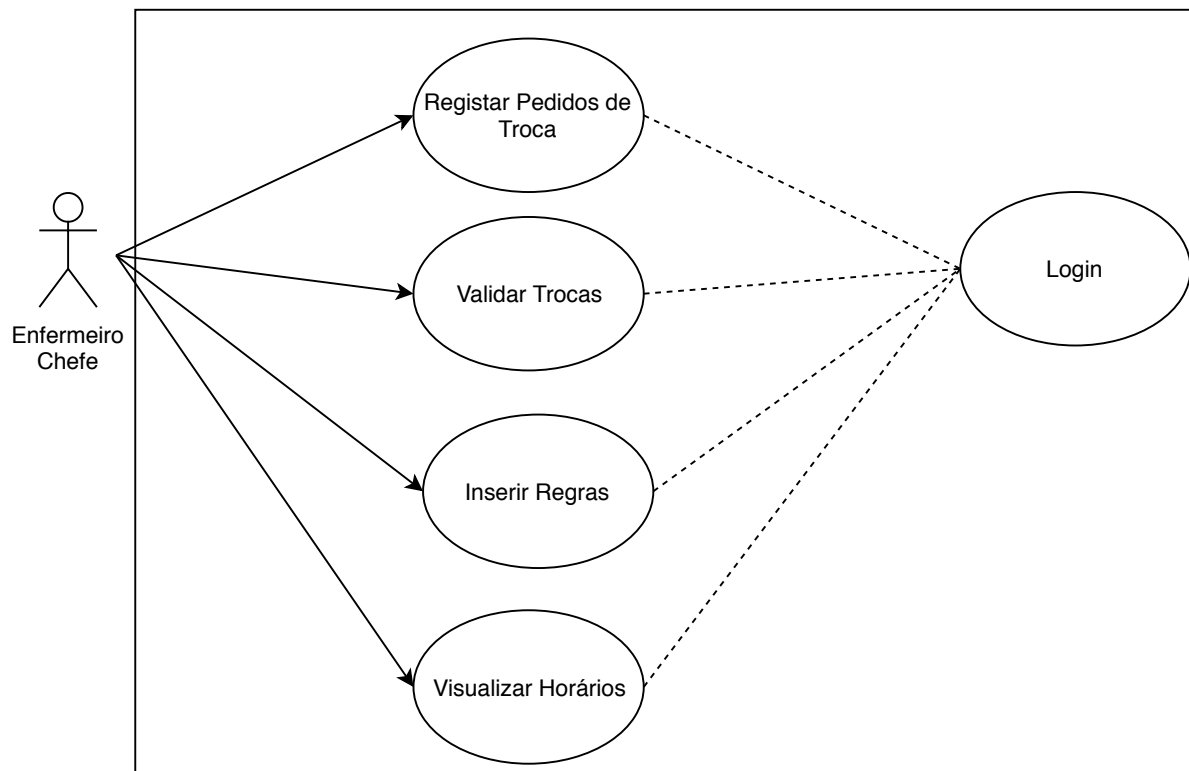 Registar Pedidos de
Troca
Validar Trocas
Login
Enfermeiro
Chefe
Inserir Regras
Visualizar Horários